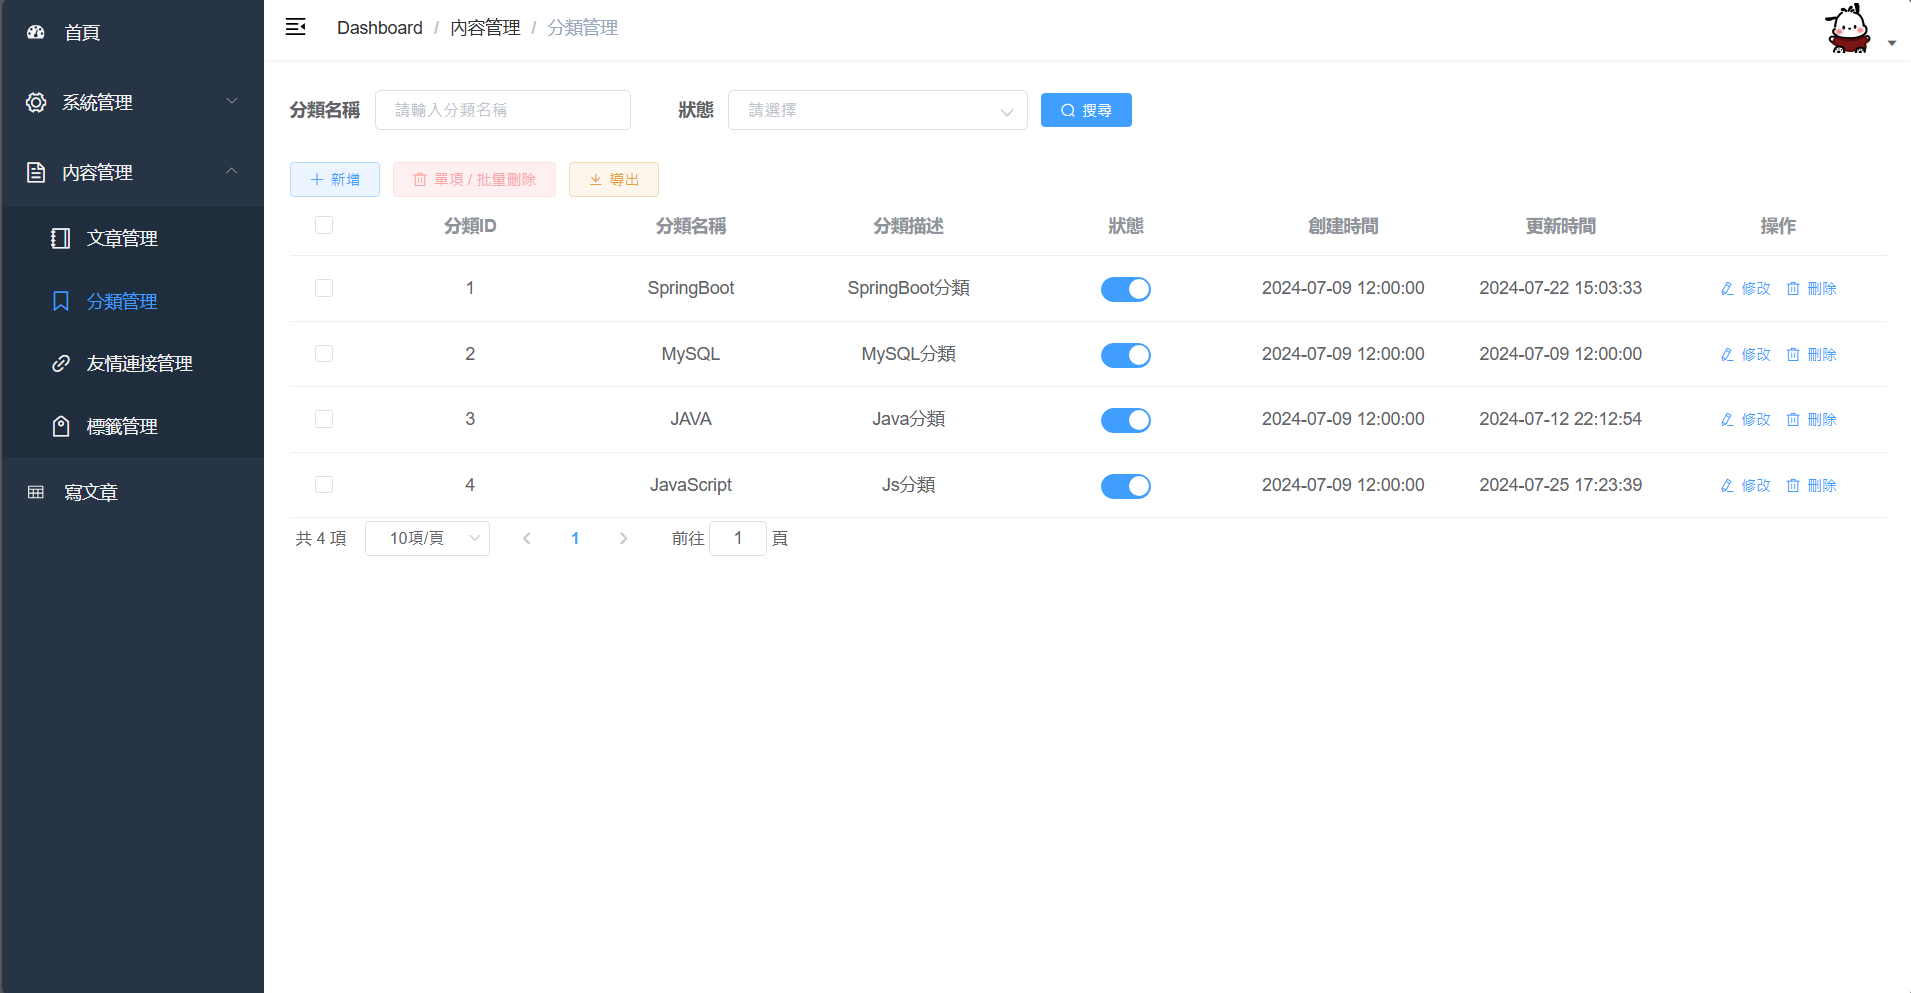 首頁
系統管理
內容管理
文章管理
分類管理
友情連接管理
標籤管理
寫文章
Dashboard / 內容管理 / 分類管理
分類名稱 請輸入分類名稱 狀態 請選擇 搜尋
新增 單項 / 批量刪除 導出
分類ID 分類名稱 分類描述 狀態 創建時間 更新時間 操作
1 SpringBoot SpringBoot分類 2024-07-09 12:00:00 2024-07-22 15:03:33 修改 刪除
2 MySQL MySQL分類 2024-07-09 12:00:00 2024-07-09 12:00:00 修改 刪除
3 JAVA Java分類 2024-07-09 12:00:00 2024-07-12 22:12:54 修改 刪除
4 JavaScript Js分類 2024-07-09 12:00:00 2024-07-25 17:23:39 修改 刪除
共 4 項 10項/頁 1 前往 1 頁